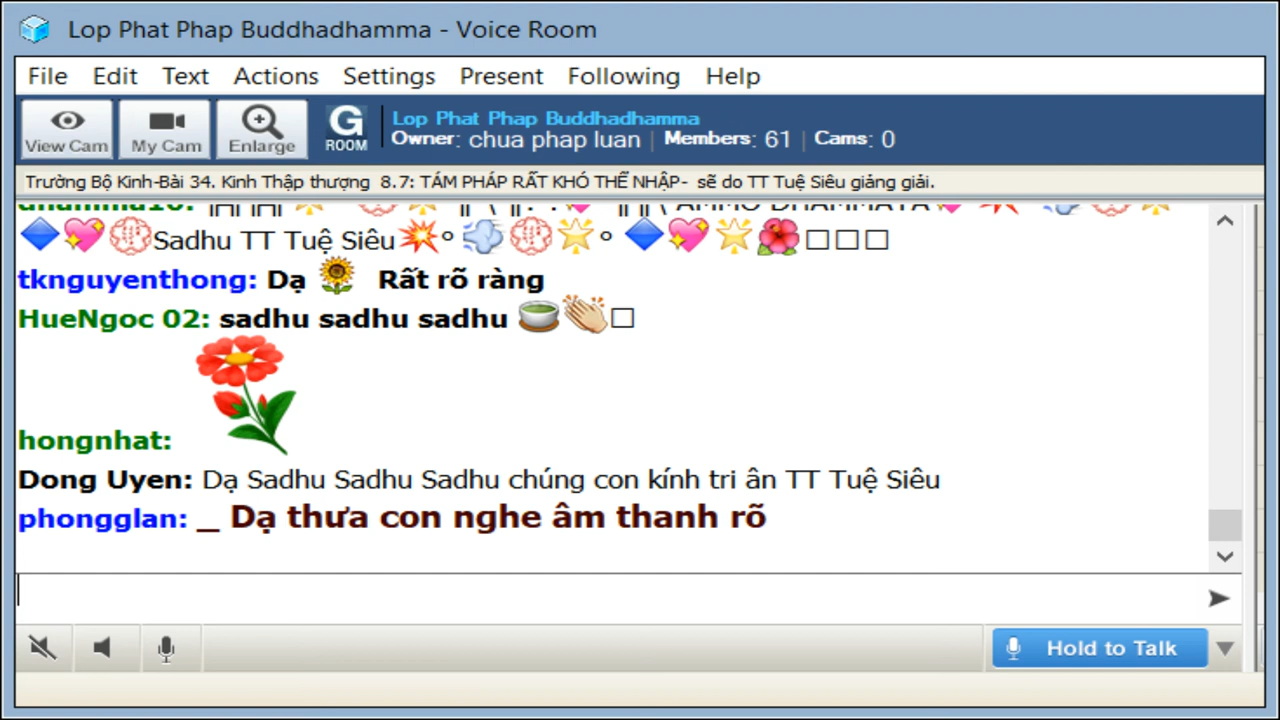 Lop Phat Phap Buddhadhamma - Voice Room
File Edit Text Actions Settings Present Following Help
View Cam My Cam Enlarge G ROOM
Lop Phat Phap Buddhadhamma
Owner: chua phap luan | Members: 61 | Cams: 0
Trường Bộ Kinh-Bài 34. Kinh Thập thượng 8.7: TÁM PHÁP RẤT KHÓ THỂ NHẬP- sẽ do TT Tuệ Siêu giảng giải.
Sadhu TT Tuệ Siêu
tknguyenthong: Dạ 🌻 Rất rõ ràng
HueNgoc 02: sadhu sadhu sadhu 🍵👏
hongnhat:
Dong Uyen: Dạ Sadhu Sadhu Sadhu chúng con kính tri ân TT Tuệ Siêu
phongglan: _ Dạ thưa con nghe âm thanh rõ
Hold to Talk